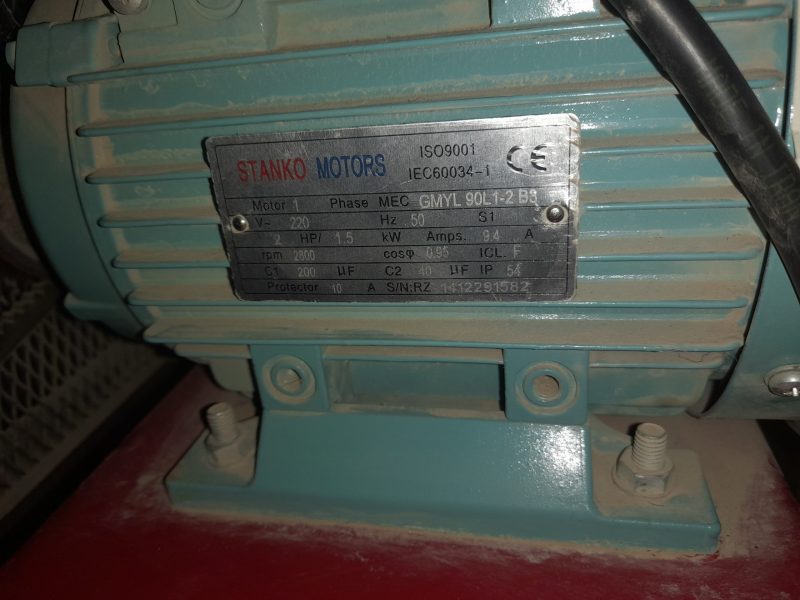 STANKO MOTORS
ISO9001
IEC60034-1
CE
Motor 1 Phase MEC GMYL 90L1-2 B3
V~ 220 Hz 50 S1
2 HP/ 1.5 kW Amps. 9.4 A
rpm 2800 cosφ 0.95 ICL. F
C1 200 μF C2 40 μF IP 54
Protector 10 A S/N:RZ 1412291582